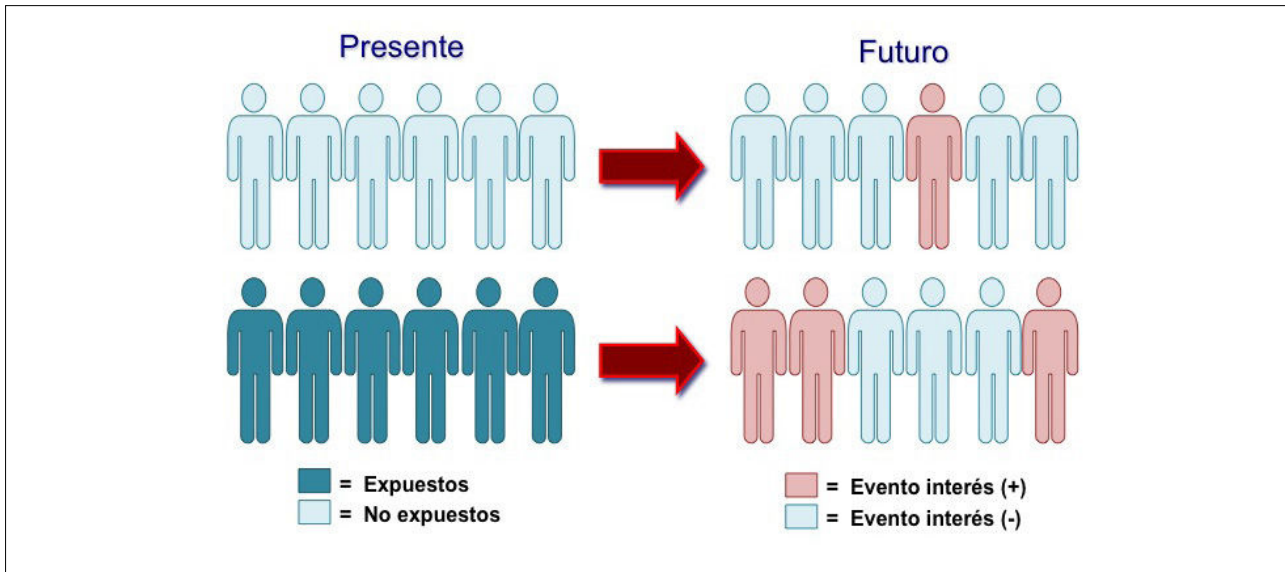 Presente
Futuro
= Expuestos
= No expuestos
= Evento interés (+)
= Evento interés (-)